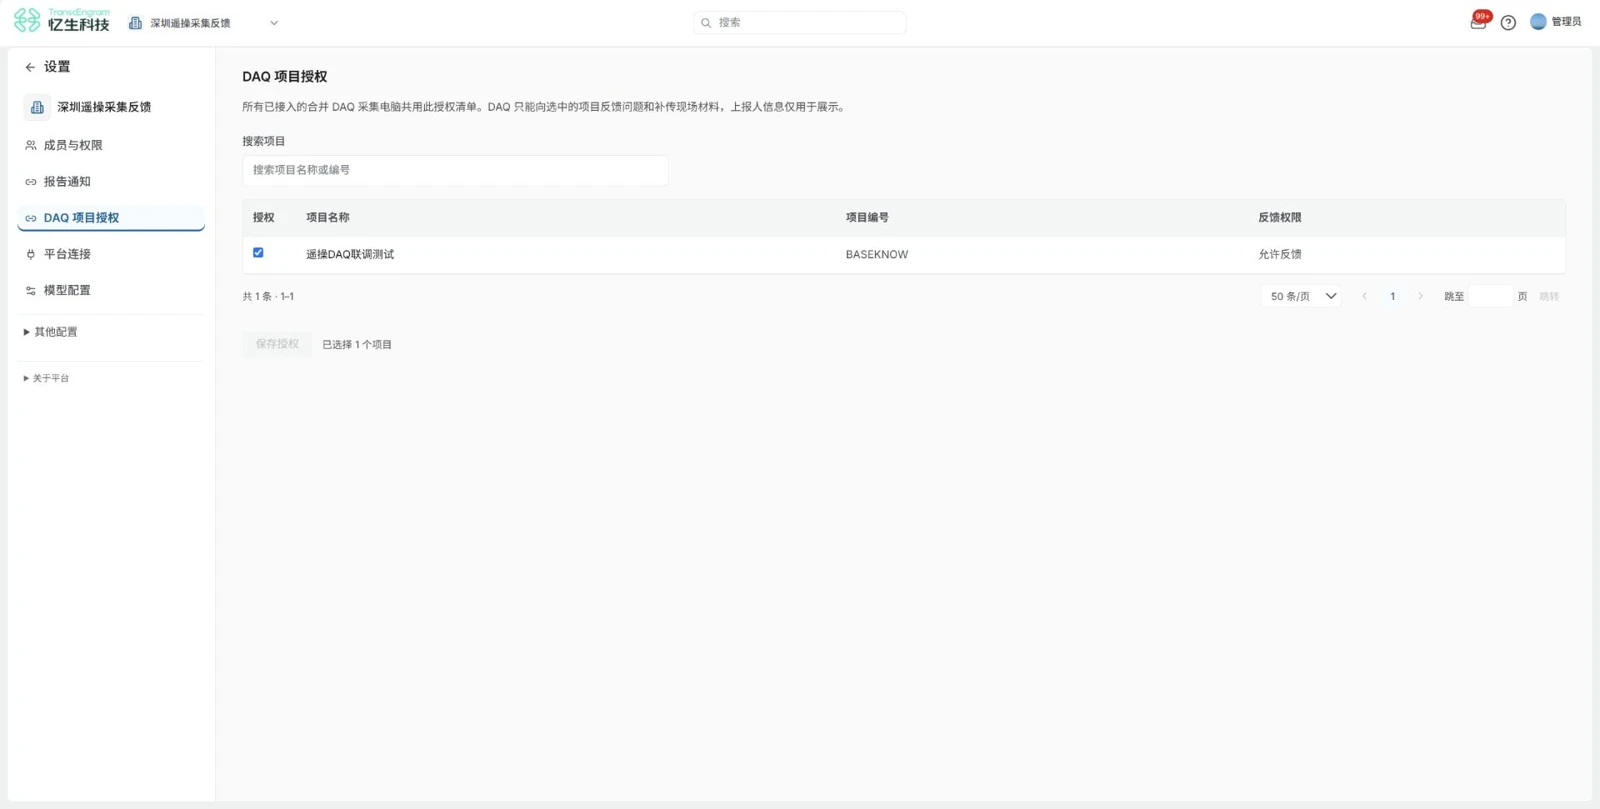 TranscEngram
忆生科技
深圳遥操采集反馈
搜索
99+
管理员
设置
深圳遥操采集反馈
成员与权限
报告通知
DAQ 项目授权
平台连接
模型配置
其他配置
关于平台
DAQ 项目授权
所有已接入的合并 DAQ 采集电脑共用此授权清单。DAQ 只能向选中的项目反馈问题和补传现场材料，上报人信息仅用于展示。
搜索项目
搜索项目名称或编号
授权 项目名称 项目编号 反馈权限
遥操DAQ联调测试 BASEKNOW 允许反馈
共 1 条 · 1-1 50 条/页 1 跳至 页 跳转
保存授权 已选择 1 个项目